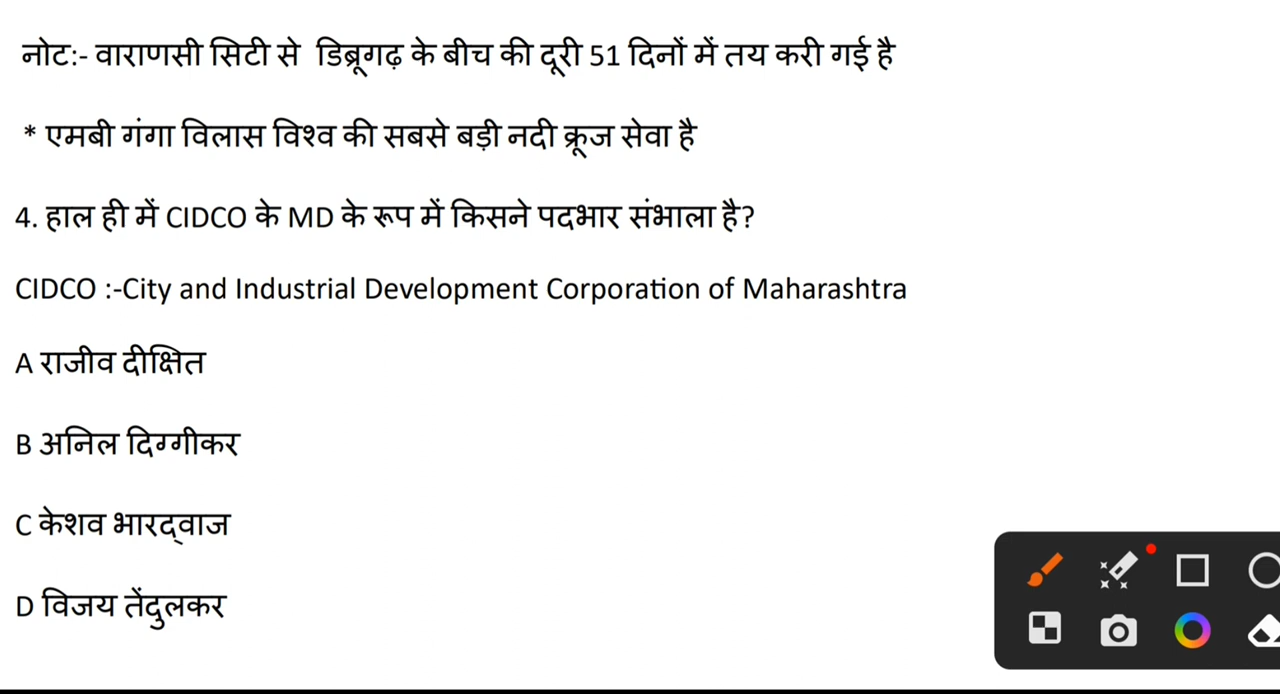 नोट:- वाराणसी सिटी से डिब्रूगढ़ के बीच की दूरी 51 दिनों में तय करी गई है
* एमबी गंगा विलास विश्व की सबसे बड़ी नदी क्रूज सेवा है
4. हाल ही में CIDCO के MD के रूप में किसने पदभार संभाला है?
CIDCO :-City and Industrial Development Corporation of Maharashtra
A राजीव दीक्षित
B अनिल दिग्गीकर
C केशव भारद्वाज
D विजय तेंदुलकर